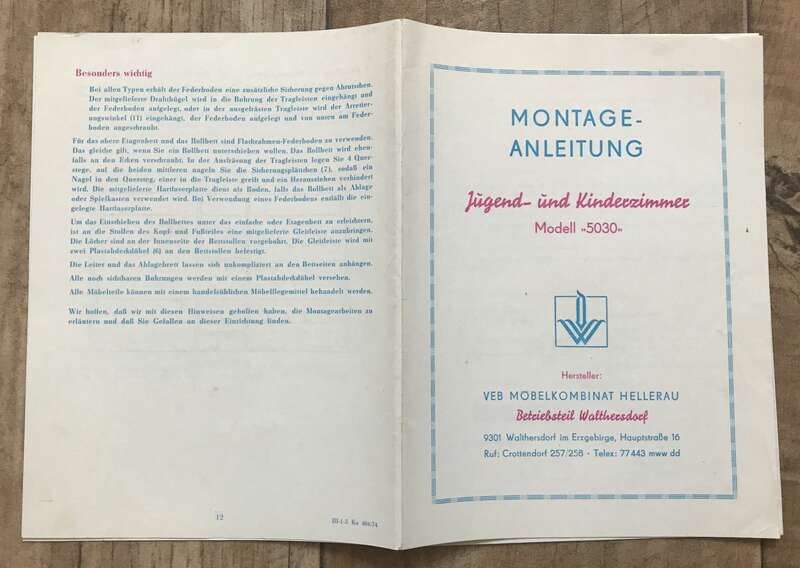 Besonders wichtig
Bei allen Typen erhält der Federboden eine zusätzliche Sicherung gegen Abrutschen.
Der mitgelieferte Drahtbügel wird in die Bohrung der Tragleisten eingehängt und
der Federboden aufgelegt, oder in der ausgefrästen Tragleiste wird der Arretier-
ungswinkel (11) eingehängt, der Federboden aufgelegt und von unten am Feder-
boden angeschraubt.
Für das obere Etagenbett und das Rollbett sind Flachrahmen-Federboden zu verwenden.
Das gleiche gilt, wenn Sie ein Rollbett unterschieben wollen. Das Rollbett wird eben-
falls an den Ecken verschraubt. In der Ausfräsung der Tragleisten legen Sie 4 Quer-
stege, auf die beiden mittleren nageln Sie die Sicherungsplättchen (7), sodaß ein
Nagel in den Quersteg, einer in die Tragleiste greift und ein Herausstehen verhindert
wird. Die mitgelieferte Hartfaserplatte dient als Boden, falls das Rollbett als Ablage
oder Spielkasten verwendet wird. Bei Verwendung eines Federbodens entfällt die ein-
gelegte Hartfaserplatte.
Um das Einschieben des Rollbettes unter das einfache oder Etagenbett zu erleichtern,
ist an die Stollen des Kopf- und Fußteiles eine mitgelieferte Gleitleiste anzubringen.
Die Löcher sind an der Innenseite der Bettstollen vorgebohrt. Die Gleitleiste wird mit
zwei Plastabdeckdübel (6) an den Bettstollen befestigt.
Die Leiter und das Ablagebrett lassen sich unkompliziert an den Bettseiten anhängen.
Alle noch sichtbaren Bohrungen werden mit einem Plastabdeckdübel versehen.
Alle Möbelteile können mit einem handelsüblichen Möbelpflegemittel behandelt werden.
Wir hoffen, daß wir mit diesen Hinweisen geholfen haben, die Montagearbeiten zu
erläutern und daß Sie Gefallen an dieser Einrichtung finden.
12
III-1-5 Ka 404/74
MONTAGE-
ANLEITUNG
Jugend- und Kinderzimmer
Modell »5030«
Hersteller:
VEB MÖBELKOMBINAT HELLERAU
Betriebsteil Walthersdorf
9301 Walthersdorf im Erzgebirge, Hauptstraße 16
Ruf: Crottendorf 257/258 · Telex: 77 443 mww dd